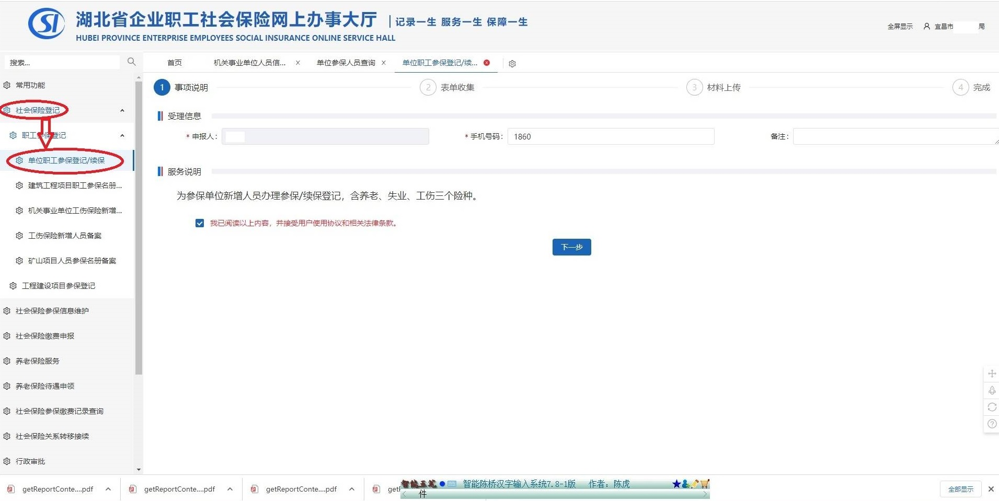 湖北省企业职工社会保险网上办事大厅 | 记录一生 服务一生 保障一生
HUBEI PROVINCE ENTERPRISE EMPLOYEES SOCIAL INSURANCE ONLINE SERVICE HALL
全屏显示 宜昌市 局
搜索...
首页 机关事业单位人员信... × 单位参保人员查询 × 单位职工参保登记/续...
常用功能
社会保险登记
职工参保登记
单位职工参保登记/续保
建筑工程项目职工参保名册...
机关事业单位工伤保险新增...
工伤保险新增人员备案
矿山项目人员参保名册备案
工程建设项目参保登记
社会保险参保信息维护
社会保险缴费申报
养老保险服务
养老保险待遇申领
社会保险参保缴费记录查询
社会保险关系转移接续
行政审批
1 事项说明 2 表单收集 3 材料上传 4 完成
受理信息
* 申报人: * 手机号码: 1860 备注:
服务说明
为参保单位新增人员办理参保/续保登记，含养老、失业、工伤三个险种。
我已阅读以上内容，并接受用户使用协议和相关法律条款。
下一步
getReportConte....pdf getReportConte....pdf getReportConte....pdf getR
智能五笔 智能陈桥汉字输入系统7.8-1版 作者：陈虎
件
全部显示